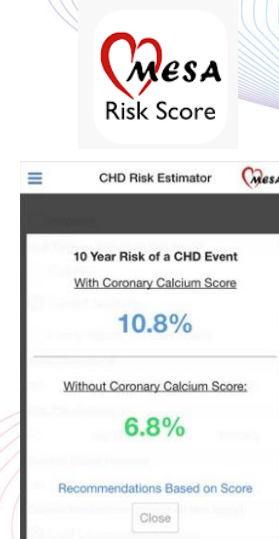 MESA
Risk Score
CHD Risk Estimator MESA
10 Year Risk of a CHD Event
With Coronary Calcium Score
10.8%
Without Coronary Calcium Score:
6.8%
Recommendations Based on Score
Close